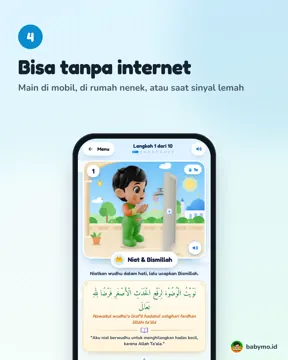 4
Bisa tanpa internet
Main di mobil, di rumah nenek, atau saat sinyal lemah
Menu
Langkah 1 dari 10
1
Niat & Bismillah
Niatkan wudhu dalam hati, lalu ucapkan Bismillah.
نَوَيْتُ الْوُضُوْءَ لِرَفْعِ الْحَدَثِ الْأَصْغَرِ فَرْضًا لِلّٰهِ
تَعَالَى
Nawaitul wudhu'a liraf'il hadatsil ashghari fardhan
lillahi ta'ala
"Aku niat berwudhu untuk menghilangkan hadas kecil,
karena Allah Ta'ala."
babymo.id